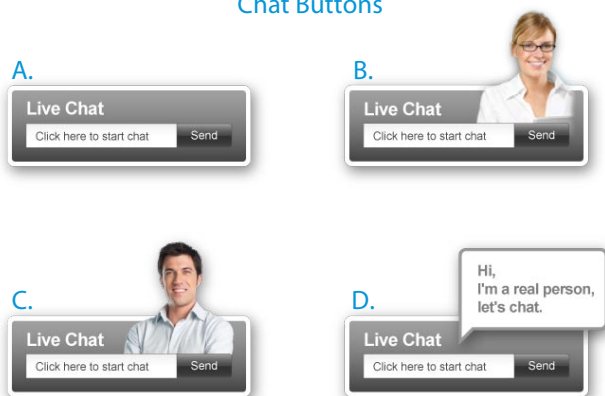 Chat Buttons
A.
Live Chat
Click here to start chat Send
B.
Live Chat
Click here to start chat Send
C.
Live Chat
Click here to start chat Send
D.
Hi,
I'm a real person,
let's chat.
Live Chat
Click here to start chat Send